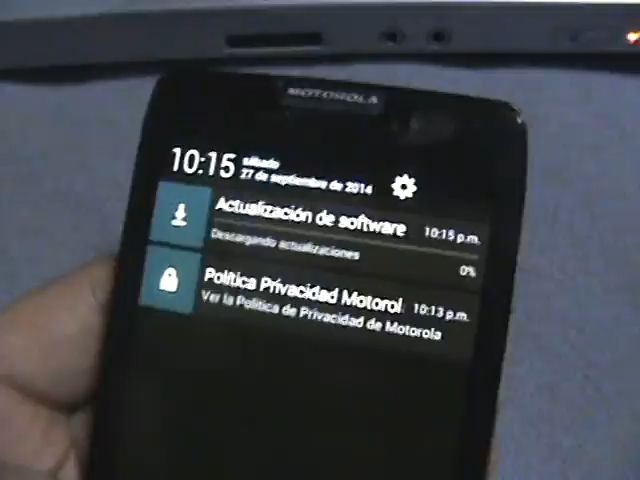 MOTOROLA
10:15 sábado
27 de septiembre de 2014
Actualización de software 10:15 p.m.
Descargando actualizaciones 0%
Política Privacidad Motorol 10:13 p.m.
Ver la Política de Privacidad de Motorola